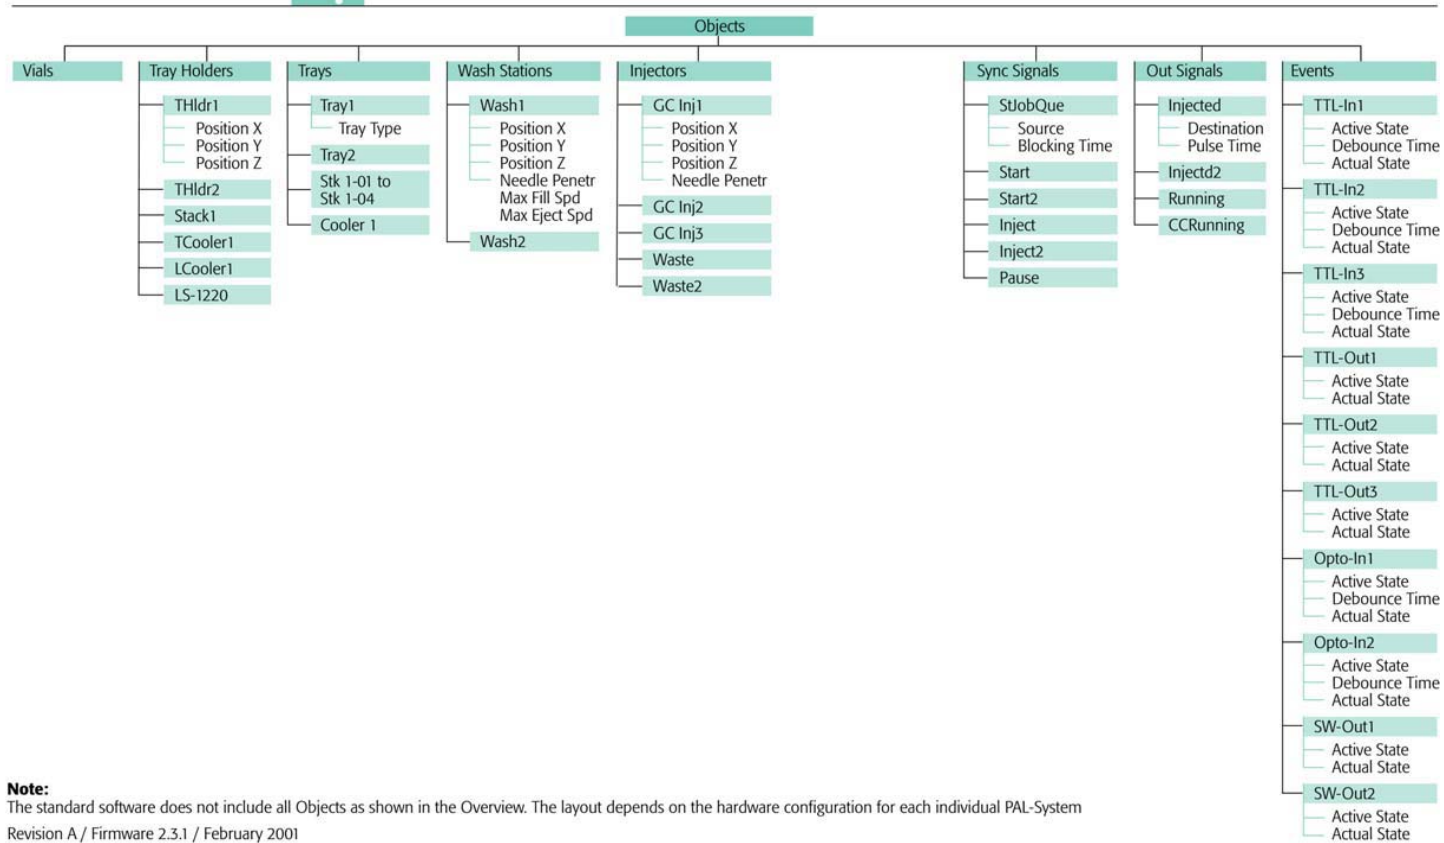 Objects
Vials
Tray Holders
THldr1
Position X
Position Y
Position Z
THldr2
Stack1
TCooler1
LCooler1
LS-1220
Trays
Tray1
Tray Type
Tray2
Stk 1-01 to
Stk 1-04
Cooler 1
Wash Stations
Wash1
Position X
Position Y
Position Z
Needle Penetr
Max Fill Spd
Max Eject Spd
Wash2
Injectors
GC Inj1
Position X
Position Y
Position Z
Needle Penetr
GC Inj2
GC Inj3
Waste
Waste2
Sync Signals
StJobQue
Source
Blocking Time
Start
Start2
Inject
Inject2
Pause
Out Signals
Injected
Destination
Pulse Time
Injectd2
Running
CCRunning
Events
TTL-In1
Active State
Debounce Time
Actual State
TTL-In2
Active State
Debounce Time
Actual State
TTL-In3
Active State
Debounce Time
Actual State
TTL-Out1
Active State
Actual State
TTL-Out2
Active State
Actual State
TTL-Out3
Active State
Actual State
Opto-In1
Active State
Debounce Time
Actual State
Opto-In2
Active State
Debounce Time
Actual State
SW-Out1
Active State
Actual State
SW-Out2
Active State
Actual State
Note:
The standard software does not include all Objects as shown in the Overview. The layout depends on the hardware configuration for each individual PAL-System
Revision A / Firmware 2.3.1 / February 2001